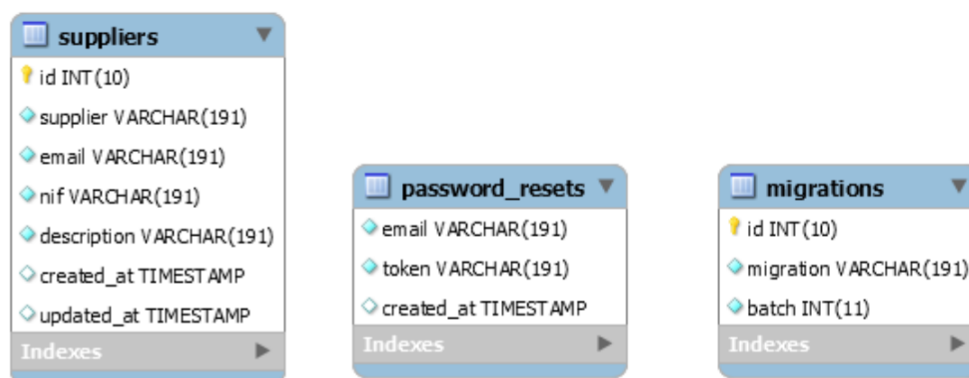 suppliers
id INT(10)
supplier VARCHAR(191)
email VARCHAR(191)
nif VARCHAR(191)
description VARCHAR(191)
created_at TIMESTAMP
updated_at TIMESTAMP
Indexes
password_resets
email VARCHAR(191)
token VARCHAR(191)
created_at TIMESTAMP
Indexes
migrations
id INT(10)
migration VARCHAR(191)
batch INT(11)
Indexes